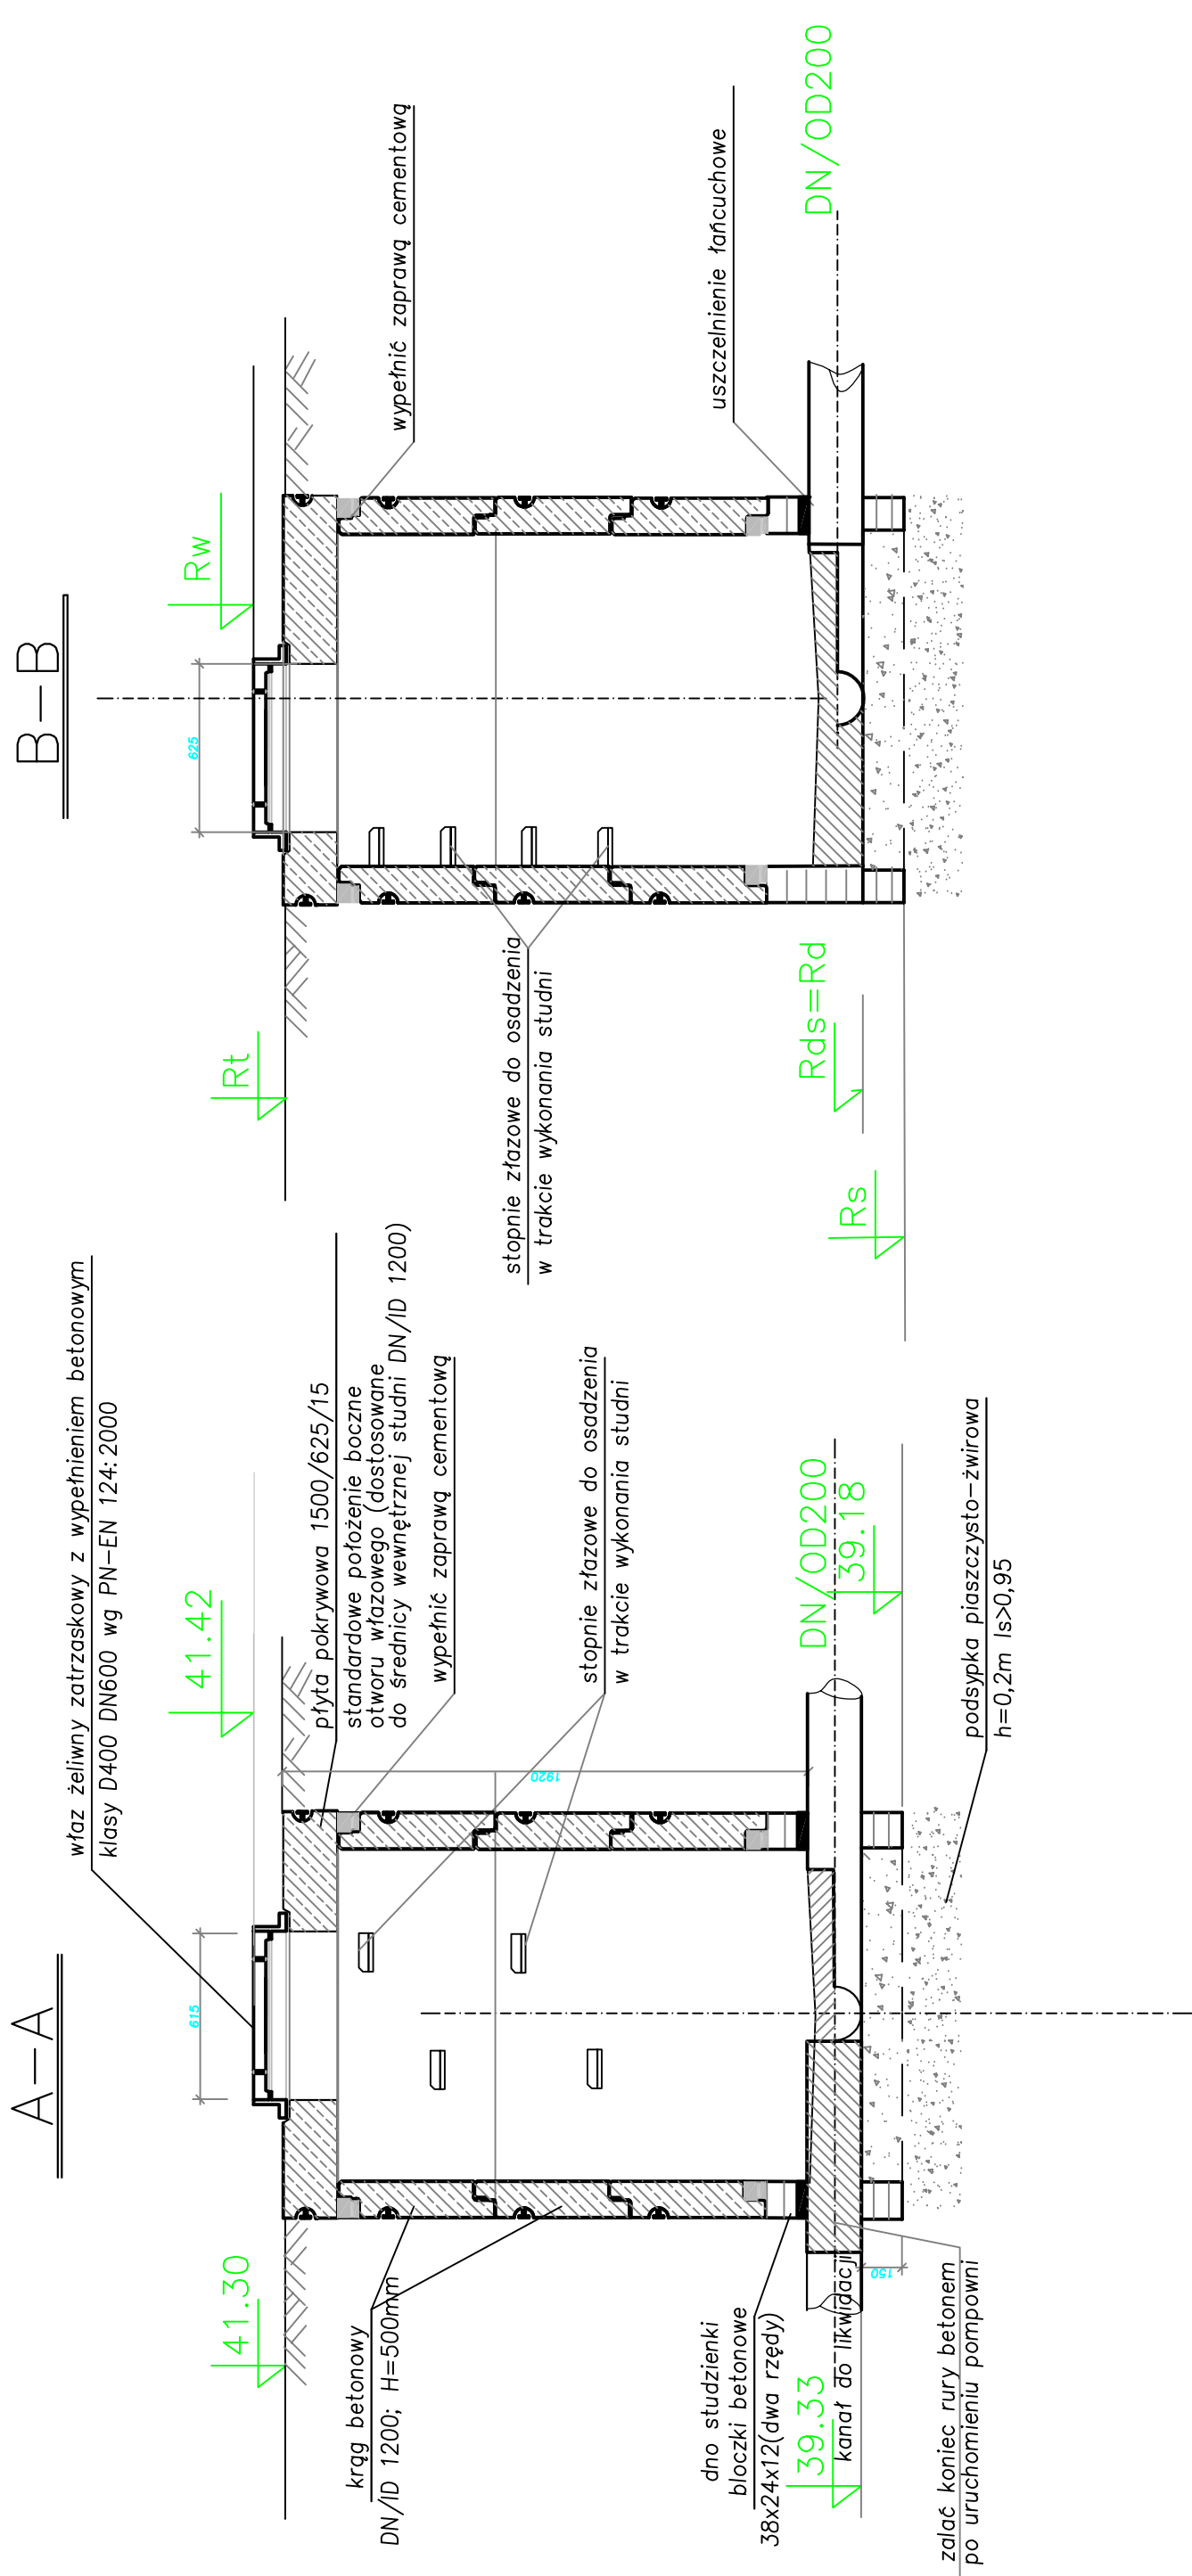 A-A
właz żeliwny zatrzaskowy z wypełnieniem betonowym
klasy D400 DN600 wg PN-EN 124:2000
41.42
615
41.30
płyta pokrywowa 1500/625/15
standardowe położenie boczne
otworu włazowego (dostosowane
do średnicy wewnętrznej studni DN/ID 1200)
wypełnić zaprawą cementową
krąg betonowy
DN/ID 1200; H=500mm
1920
stopnie złazowe do osadzenia
w trakcie wykonania studni
dno studzienki
bloczki betonowe
38x24x12(dwa rzędy)
39.33
kanał do likwidacji
150
DN/OD200
39.18
zalać koniec rury betonem
po uruchomieniu pompowni
podsypka piaszczysto-żwirowa
h=0,2m Is>0,95
B-B
Rw
625
Rt
wypełnić zaprawą cementową
stopnie złazowe do osadzenia
w trakcie wykonania studni
uszczelnienie łańcuchowe
DN/OD200
Rds=Rd
Rs